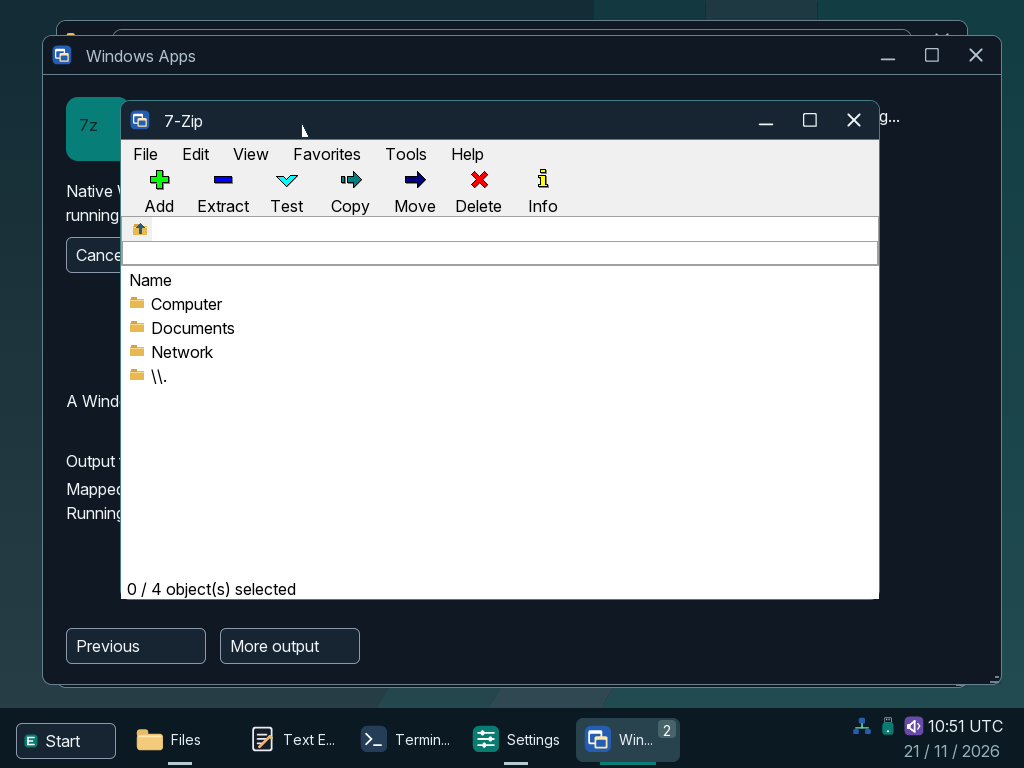 Windows Apps
7z
g...
7-Zip
File Edit View Favorites Tools Help
Add Extract Test Copy Move Delete Info
Native
running
Cance
Name
Computer
Documents
Network
\\.
A Wind
Output
Mapped
Running
0 / 4 object(s) selected
Previous More output
Start Files Text E... Termin... Settings Win... 2
10:51 UTC
21 / 11 / 2026